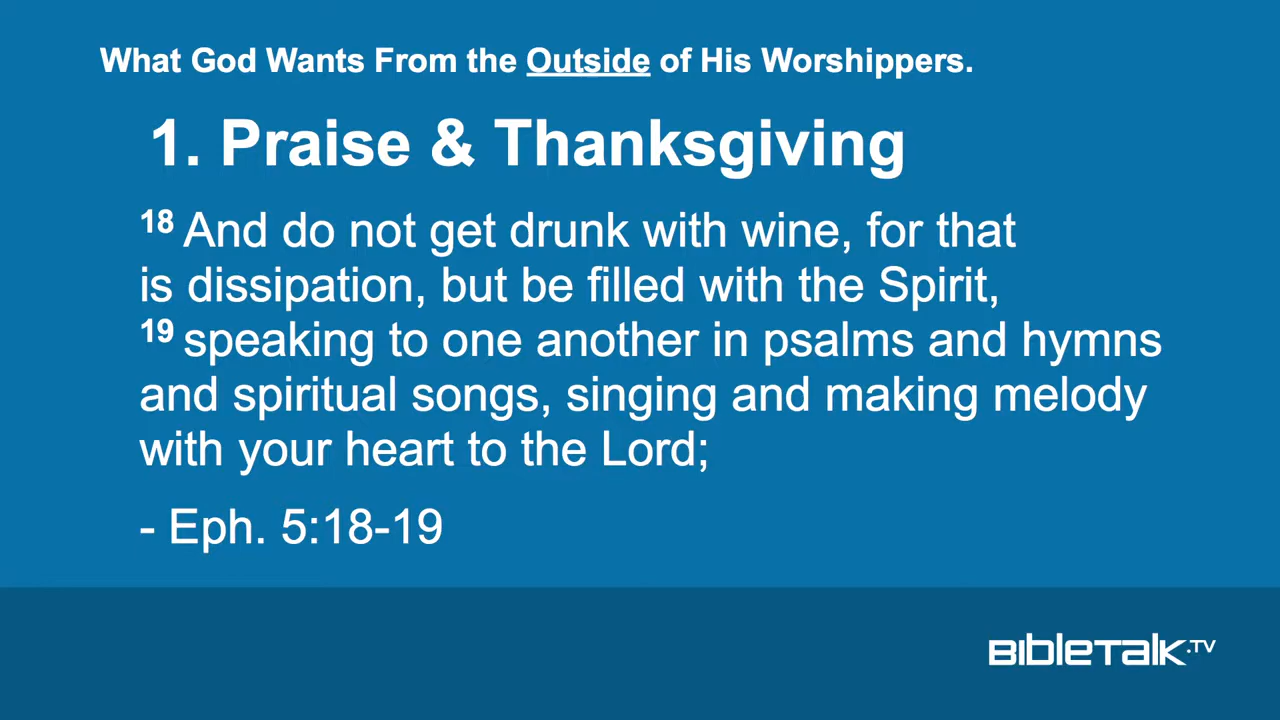 What God Wants From the Outside of His Worshippers.
1. Praise & Thanksgiving
18 And do not get drunk with wine, for that
is dissipation, but be filled with the Spirit,
19 speaking to one another in psalms and hymns
and spiritual songs, singing and making melody
with your heart to the Lord;
- Eph. 5:18-19
BIBLETALK.TV